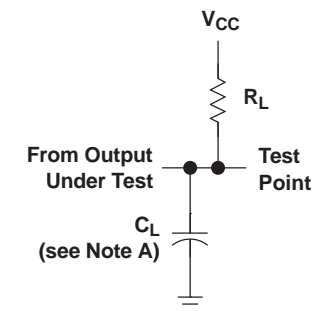 VCC
RL
From Output
Under Test
Test
Point
CL
(see Note A)